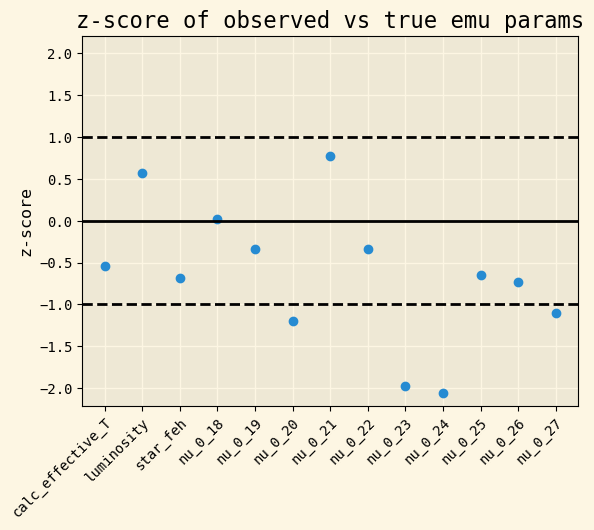 z-score of observed vs true emu params
2.0
1.5
1.0
0.5
0.0
−0.5
−1.0
−1.5
−2.0
z-score
calc_effective_T
luminosity
star_feh
nu_0_18
nu_0_19
nu_0_20
nu_0_21
nu_0_22
nu_0_23
nu_0_24
nu_0_25
nu_0_26
nu_0_27